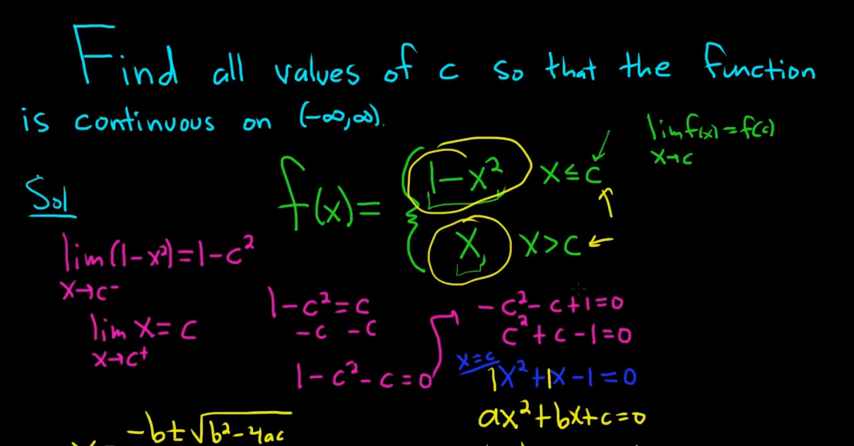 Find all values of c so that the function
is continuous on (-∞,∞).
lim f(x) = f(c)
x→c
Sol
f(x) = { 1-x² x ≤ c
x x > c
lim (1-x²) = 1-c²
x→c⁻
lim x = c
x→c⁺
1-c² = c
-c -c
1-c²-c = 0
-c²-c+1=0
c²+c-1=0
x=c
1x²+1x-1=0
ax²+bx+c=0
-b±√b²-4ac